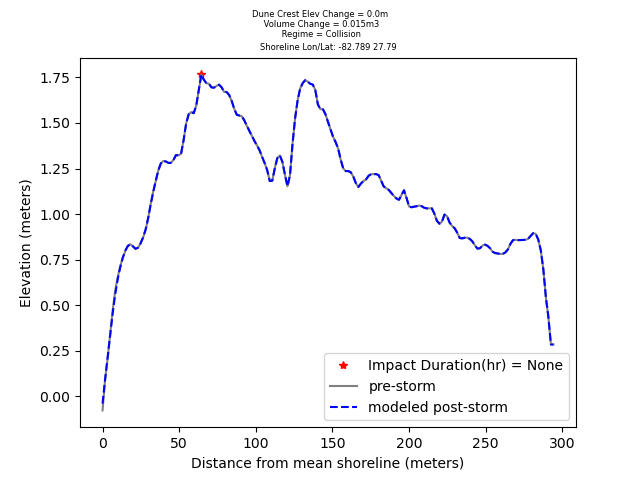 Dune Crest Elev Change = 0.0m
Volume Change = 0.015m3
Regime = Collision
Shoreline Lon/Lat: -82.789 27.79
1.75
1.50
1.25
1.00
0.75
0.50
0.25
0.00
Elevation (meters)
Impact Duration(hr) = None
pre-storm
modeled post-storm
0 50 100 150 200 250 300
Distance from mean shoreline (meters)